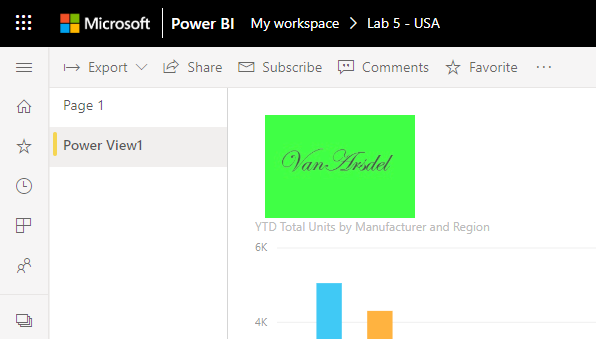 Microsoft Power BI My workspace > Lab 5 - USA
Export Share Subscribe Comments Favorite ...
Page 1
Power View1
VanArsdel
YTD Total Units by Manufacturer and Region
6K
4K